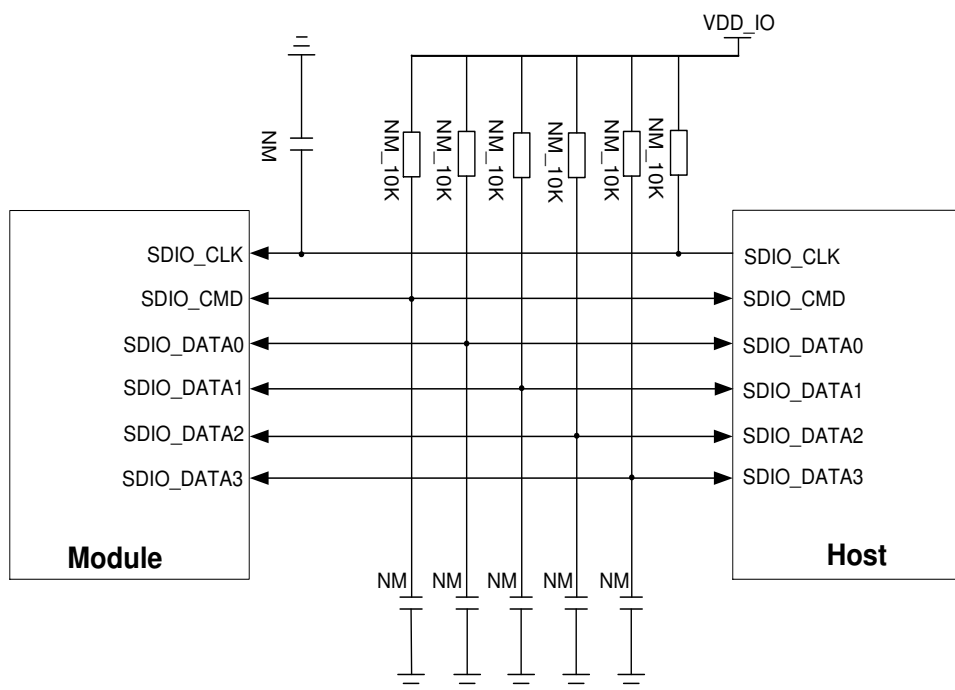 VDD_IO
NM
NM_10K
NM_10K
NM_10K
NM_10K
NM_10K
NM_10K
SDIO_CLK
SDIO_CLK
SDIO_CMD
SDIO_CMD
SDIO_DATA0
SDIO_DATA0
SDIO_DATA1
SDIO_DATA1
SDIO_DATA2
SDIO_DATA2
SDIO_DATA3
SDIO_DATA3
Module
Host
NM
NM
NM
NM
NM